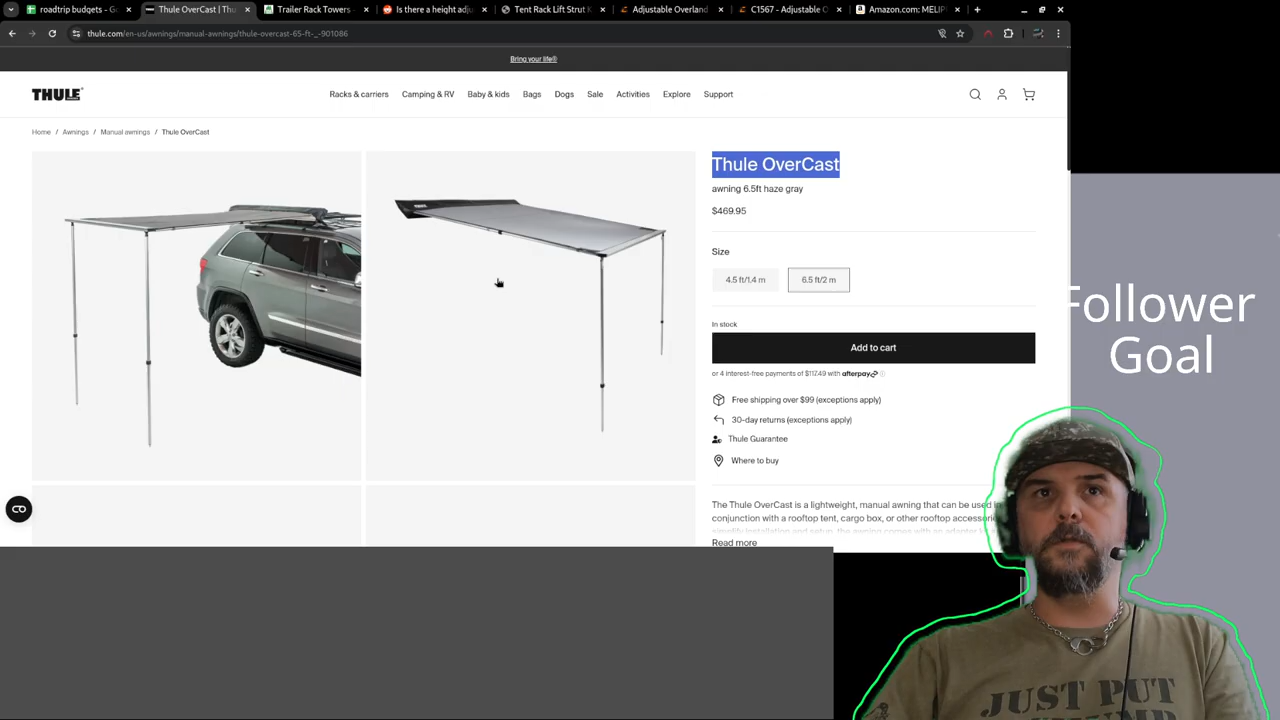 roadtrip budgets - G
Thule OverCast | Thu
Trailer Rack Towers -
Is there a height adju
Tent Rack Lift Strut K
Adjustable Overland
C1567 - Adjustable O
Amazon.com: MELIP
thule.com/en-us/awnings/manual-awnings/thule-overcast-65-ft-_-901086
Bring your life®
THULE
Racks & carriers
Camping & RV
Baby & kids
Bags
Dogs
Sale
Activities
Explore
Support
Home / Awnings / Manual awnings / Thule OverCast
Thule OverCast
awning 6.5ft haze gray
$469.95
Size
4.5 ft/1.4 m
6.5 ft/2 m
In stock
Add to cart
or 4 interest-free payments of $117.49 with afterpay
Free shipping over $99 (exceptions apply)
30-day returns (exceptions apply)
Thule Guarantee
Where to buy
The Thule OverCast is a lightweight, manual awning that can be used in
conjunction with a rooftop tent, cargo box, or other rooftop accessories
Read more
Follower
Goal
JUST PUT